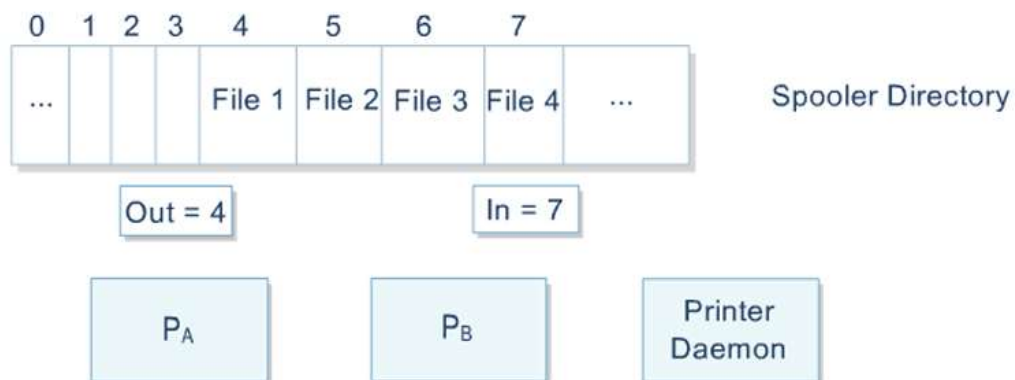 0 1 2 3 4 5 6 7
... File 1 File 2 File 3 File 4 ... Spooler Directory
Out = 4 In = 7
PA PB Printer
Daemon